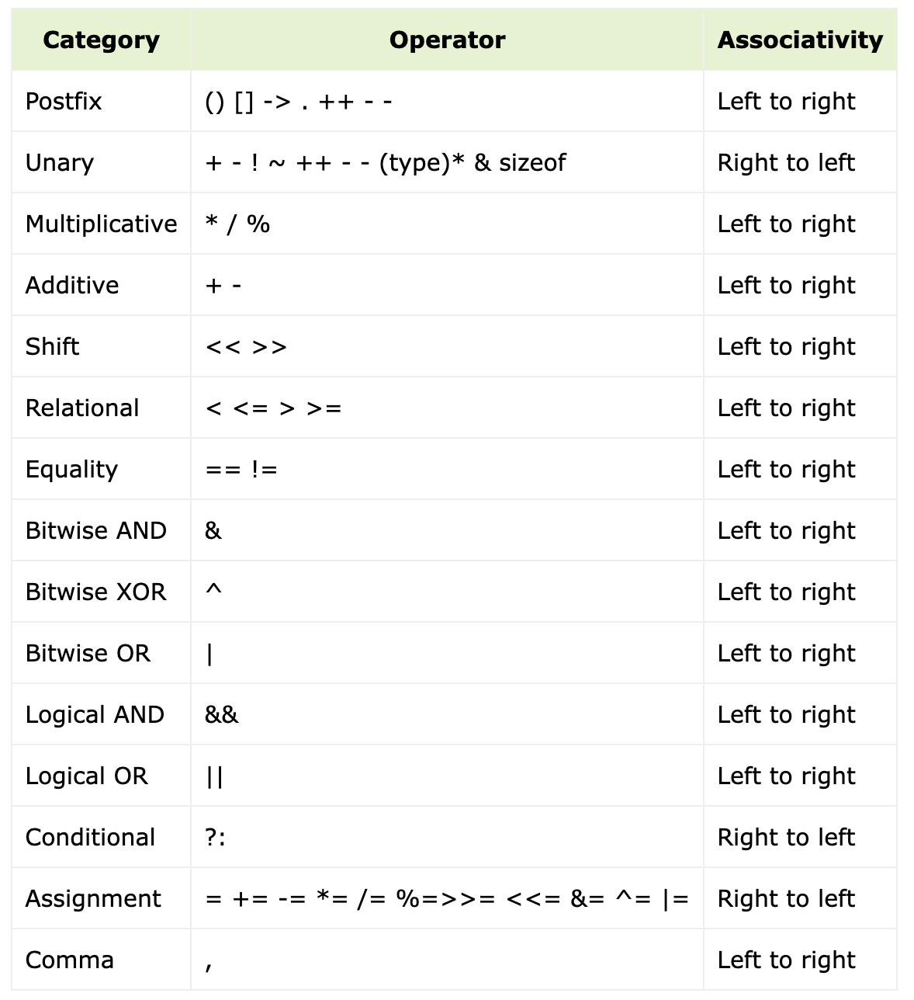 Category Operator Associativity
Postfix () [] -> . ++ - - Left to right
Unary + - ! ~ ++ - - (type)* & sizeof Right to left
Multiplicative * / % Left to right
Additive + - Left to right
Shift << >> Left to right
Relational < <= > >= Left to right
Equality == != Left to right
Bitwise AND & Left to right
Bitwise XOR ^ Left to right
Bitwise OR | Left to right
Logical AND && Left to right
Logical OR || Left to right
Conditional ?: Right to left
Assignment = += -= *= /= %=>>= <<= &= ^= |= Right to left
Comma , Left to right